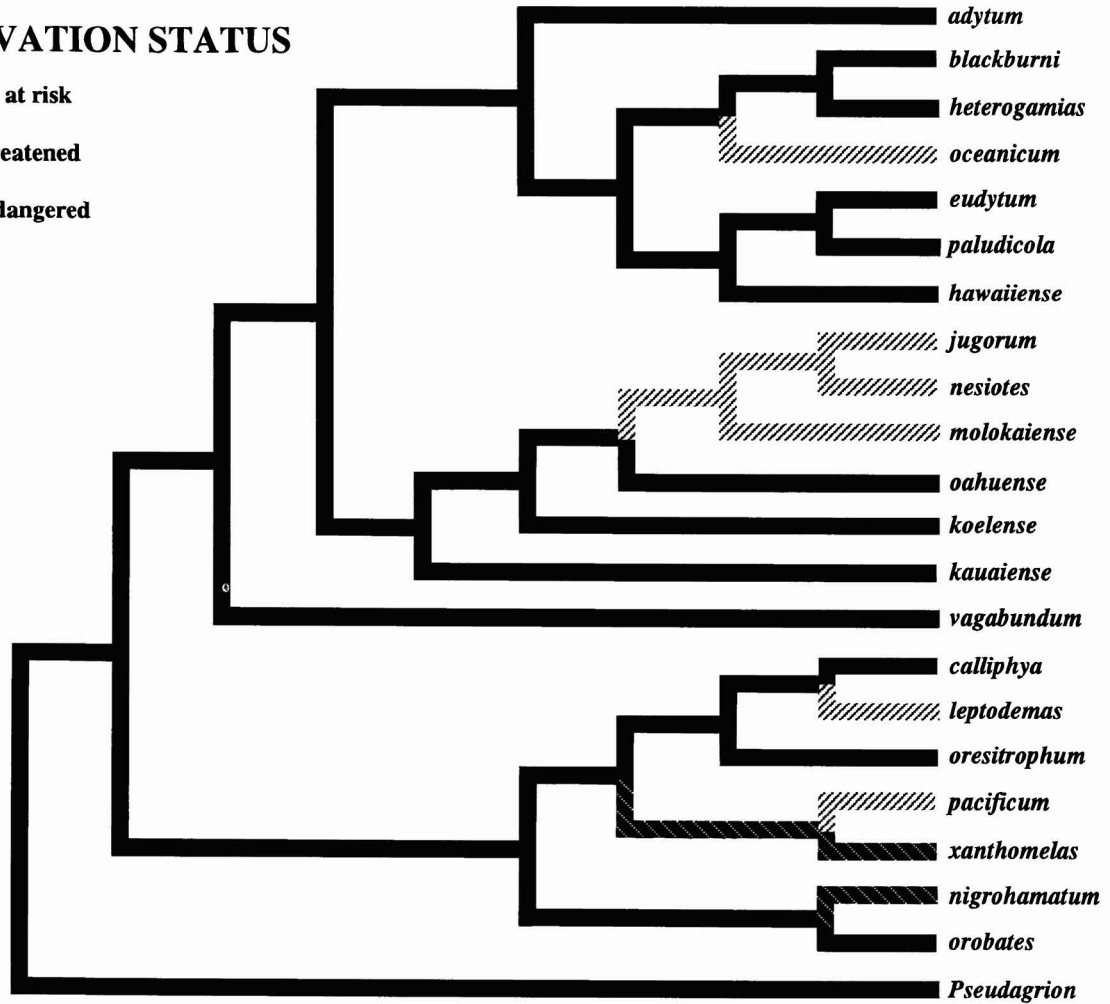 VATION STATUS
at risk
reatened
dangered
adytum
blackburni
heterogamias
oceanicum
eudytum
paludicola
hawaiiense
jugorum
nesiotes
molokaiense
oahuense
koelense
kauaiense
vagabundum
calliphya
leptodemas
oresitrophum
pacificum
xanthomelas
nigrohamatum
orobates
Pseudagrion